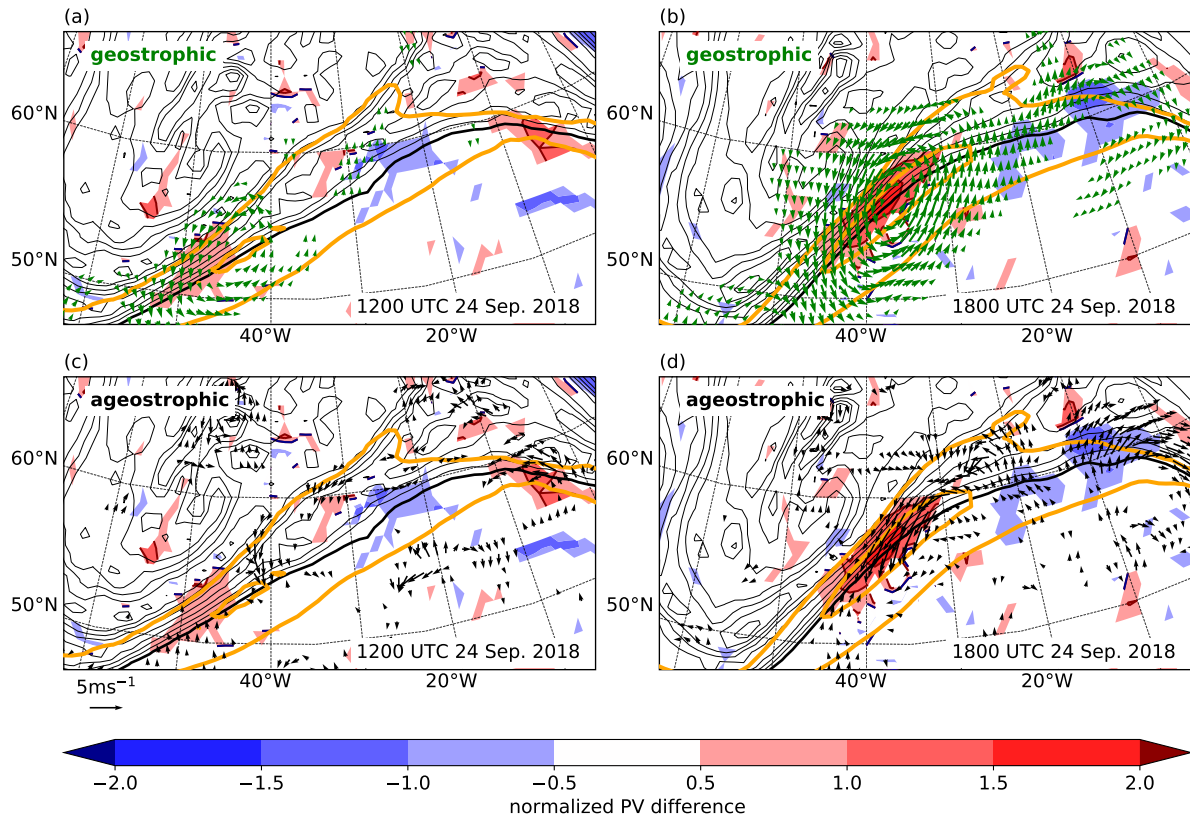 (a)
(b)
geostrophic
geostrophic
60°N
60°N
50°N
50°N
1200 UTC 24 Sep. 2018
1800 UTC 24 Sep. 2018
40°W
20°W
40°W
20°W
(c)
(d)
ageostrophic
ageostrophic
60°N
60°N
50°N
50°N
1200 UTC 24 Sep. 2018
1800 UTC 24 Sep. 2018
40°W
20°W
40°W
20°W
5ms⁻¹
−2.0 −1.5 −1.0 −0.5 0.5 1.0 1.5 2.0
normalized PV difference